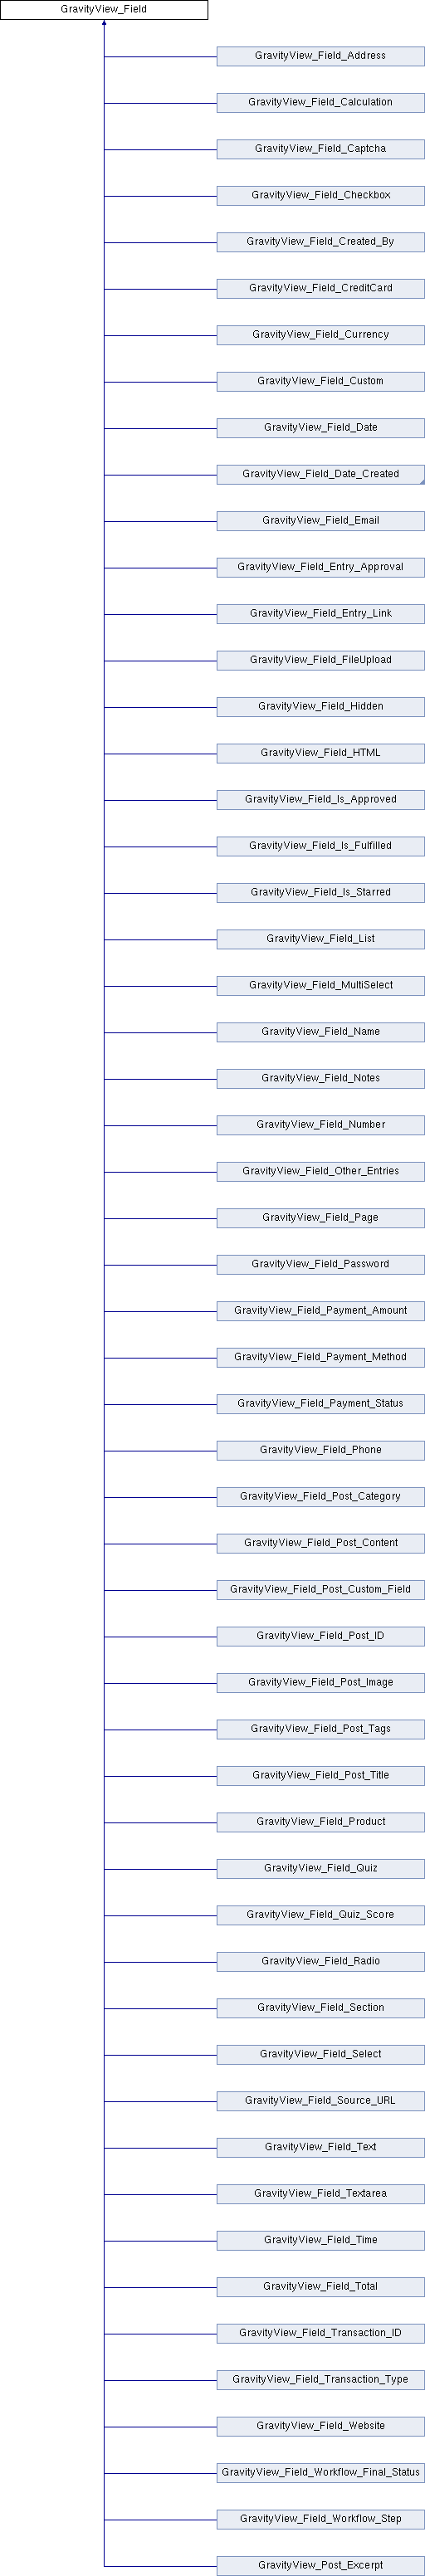 GravityView_Field
GravityView_Field_Address
GravityView_Field_Calculation
GravityView_Field_Captcha
GravityView_Field_Checkbox
GravityView_Field_Created_By
GravityView_Field_CreditCard
GravityView_Field_Currency
GravityView_Field_Custom
GravityView_Field_Date
GravityView_Field_Date_Created
GravityView_Field_Email
GravityView_Field_Entry_Approval
GravityView_Field_Entry_Link
GravityView_Field_FileUpload
GravityView_Field_Hidden
GravityView_Field_HTML
GravityView_Field_Is_Approved
GravityView_Field_Is_Fulfilled
GravityView_Field_Is_Starred
GravityView_Field_List
GravityView_Field_MultiSelect
GravityView_Field_Name
GravityView_Field_Notes
GravityView_Field_Number
GravityView_Field_Other_Entries
GravityView_Field_Page
GravityView_Field_Password
GravityView_Field_Payment_Amount
GravityView_Field_Payment_Method
GravityView_Field_Payment_Status
GravityView_Field_Phone
GravityView_Field_Post_Category
GravityView_Field_Post_Content
GravityView_Field_Post_Custom_Field
GravityView_Field_Post_ID
GravityView_Field_Post_Image
GravityView_Field_Post_Tags
GravityView_Field_Post_Title
GravityView_Field_Product
GravityView_Field_Quiz
GravityView_Field_Quiz_Score
GravityView_Field_Radio
GravityView_Field_Section
GravityView_Field_Select
GravityView_Field_Source_URL
GravityView_Field_Text
GravityView_Field_Textarea
GravityView_Field_Time
GravityView_Field_Total
GravityView_Field_Transaction_ID
GravityView_Field_Transaction_Type
GravityView_Field_Website
GravityView_Field_Workflow_Final_Status
GravityView_Field_Workflow_Step
GravityView_Post_Excerpt